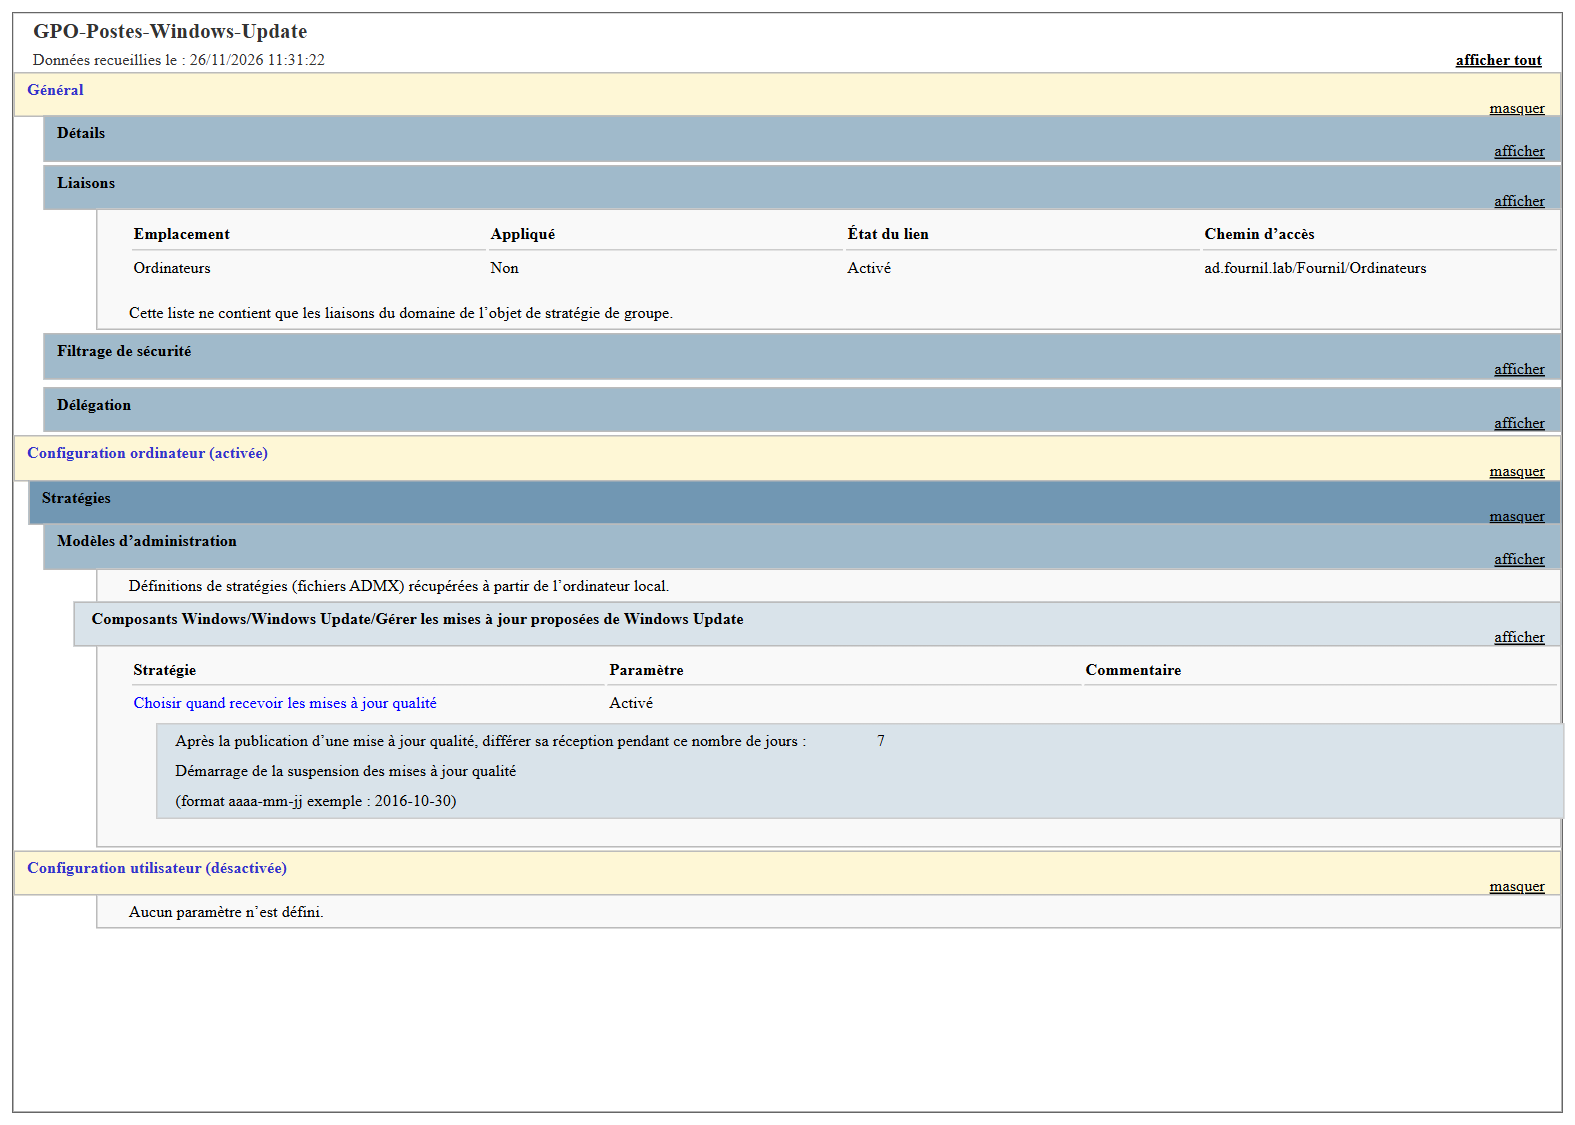 GPO-Postes-Windows-Update
Données recueillies le : 26/11/2026 11:31:22
afficher tout
Général
masquer
Détails
afficher
Liaisons
afficher
Emplacement Appliqué État du lien Chemin d’accès
Ordinateurs Non Activé ad.fournil.lab/Fournil/Ordinateurs
Cette liste ne contient que les liaisons du domaine de l’objet de stratégie de groupe.
Filtrage de sécurité
afficher
Délégation
afficher
Configuration ordinateur (activée)
masquer
Stratégies
masquer
Modèles d’administration
afficher
Définitions de stratégies (fichiers ADMX) récupérées à partir de l’ordinateur local.
Composants Windows/Windows Update/Gérer les mises à jour proposées de Windows Update
afficher
Stratégie Paramètre Commentaire
Choisir quand recevoir les mises à jour qualité Activé
Après la publication d’une mise à jour qualité, différer sa réception pendant ce nombre de jours : 7
Démarrage de la suspension des mises à jour qualité
(format aaaa-mm-jj exemple : 2016-10-30)
Configuration utilisateur (désactivée)
masquer
Aucun paramètre n’est défini.